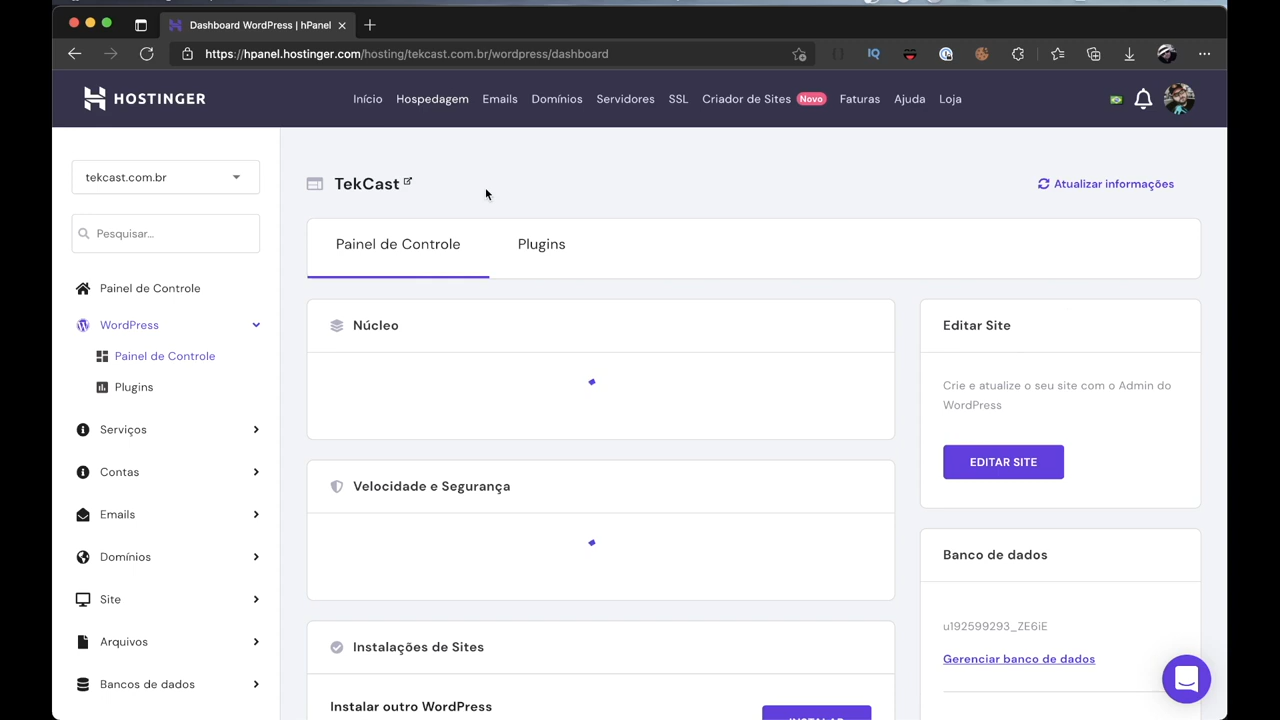 Dashboard WordPress | hPanel
https://hpanel.hostinger.com/hosting/tekcast.com.br/wordpress/dashboard
IQ
HOSTINGER
Início Hospedagem Emails Domínios Servidores SSL Criador de Sites Novo Faturas Ajuda Loja
tekcast.com.br
Pesquisar...
Painel de Controle
WordPress
Painel de Controle
Plugins
Serviços
Contas
Emails
Domínios
Site
Arquivos
Bancos de dados
TekCast
Atualizar informações
Painel de Controle Plugins
Núcleo
Velocidade e Segurança
Instalações de Sites
Instalar outro WordPress
INSTALAR
Editar Site
Crie e atualize o seu site com o Admin do
WordPress
EDITAR SITE
Banco de dados
u192599293_ZE6iE
Gerenciar banco de dados